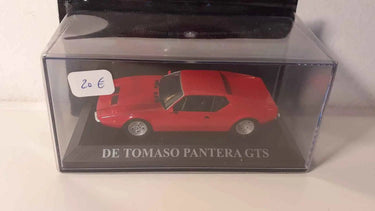 20 €
DE TOMASO PANTERA GTS